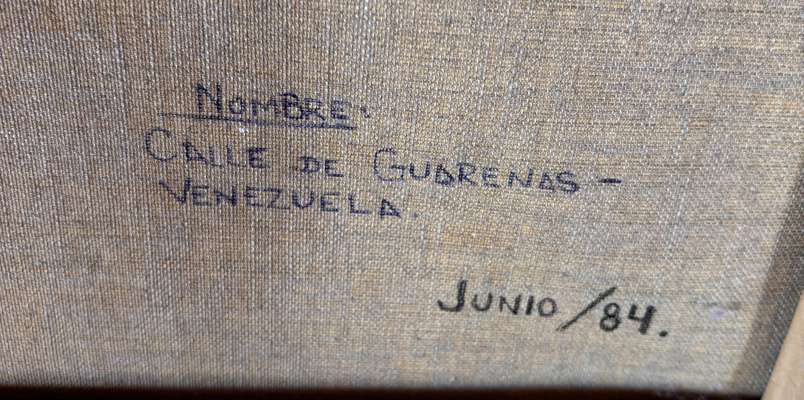 NOMBRE.
CALLE DE GUARENAS -
VENEZUELA.
JUNIO/84.